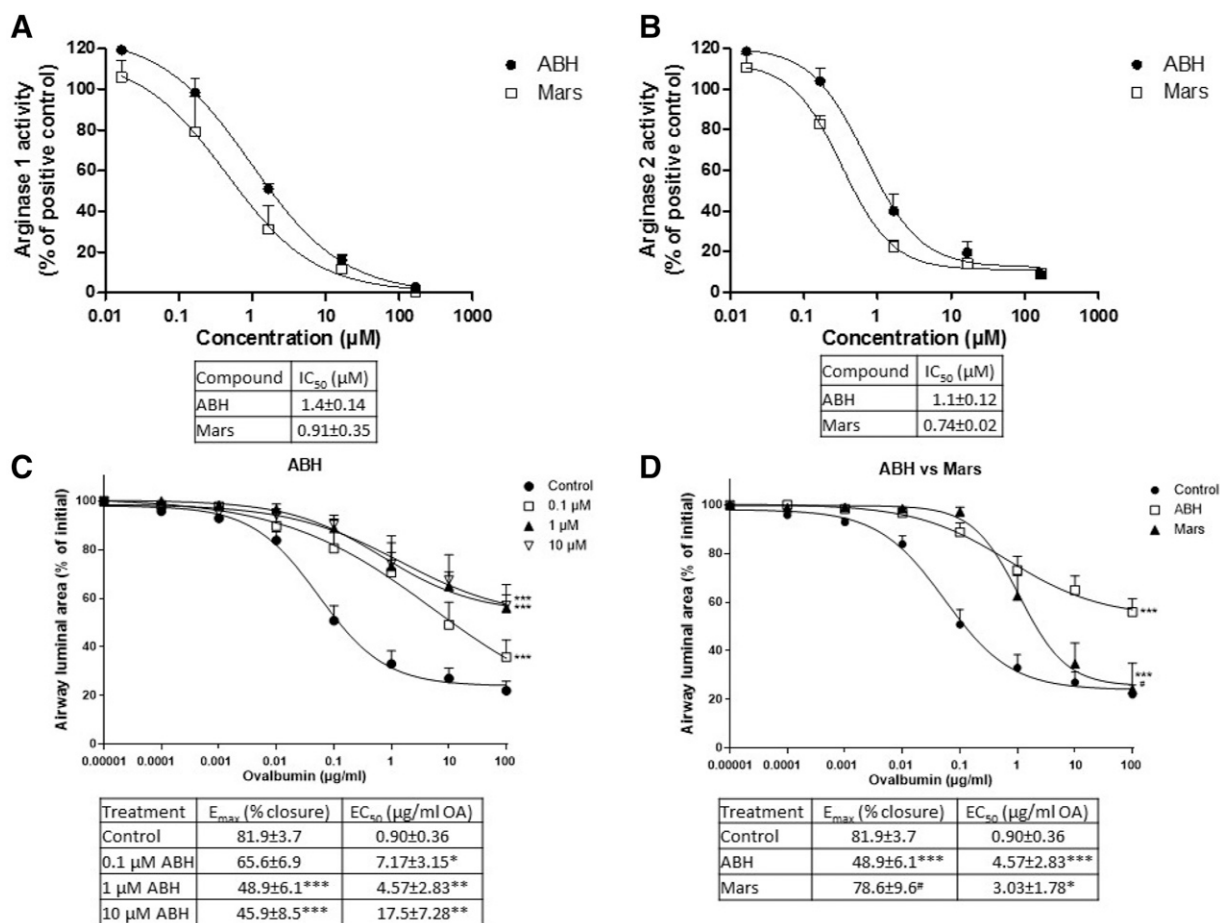 A
120
100
80
60
40
20
0
Arginase 1 activity
(% of positive control)
0.01 0.1 1 10 100 1000
Concentration (µM)
ABH
Mars
Compound IC50 (µM)
ABH 1.4±0.14
Mars 0.91±0.35
B
120
100
80
60
40
20
0
Arginase 2 activity
(% of positive control)
0.01 0.1 1 10 100 1000
Concentration (µM)
ABH
Mars
Compound IC50 (µM)
ABH 1.1±0.12
Mars 0.74±0.02
C
ABH
100
80
60
40
20
0
Airway luminal area (% of initial)
0.00001 0.0001 0.001 0.01 0.1 1 10 100
Ovalbumin (µg/ml)
Control
0.1 µM
1 µM
10 µM
***
***
***
Treatment Emax (% closure) EC50 (µg/ml OA)
Control 81.9±3.7 0.90±0.36
0.1 µM ABH 65.6±6.9 7.17±3.15*
1 µM ABH 48.9±6.1*** 4.57±2.83**
10 µM ABH 45.9±8.5*** 17.5±7.28**
D
ABH vs Mars
100
80
60
40
20
0
Airway luminal area (% of initial)
0.00001 0.0001 0.001 0.01 0.1 1 10 100
Ovalbumin (µg/ml)
Control
ABH
Mars
***
***
#
Treatment Emax (% closure) EC50 (µg/ml OA)
Control 81.9±3.7 0.90±0.36
ABH 48.9±6.1*** 4.57±2.83***
Mars 78.6±9.6# 3.03±1.78*